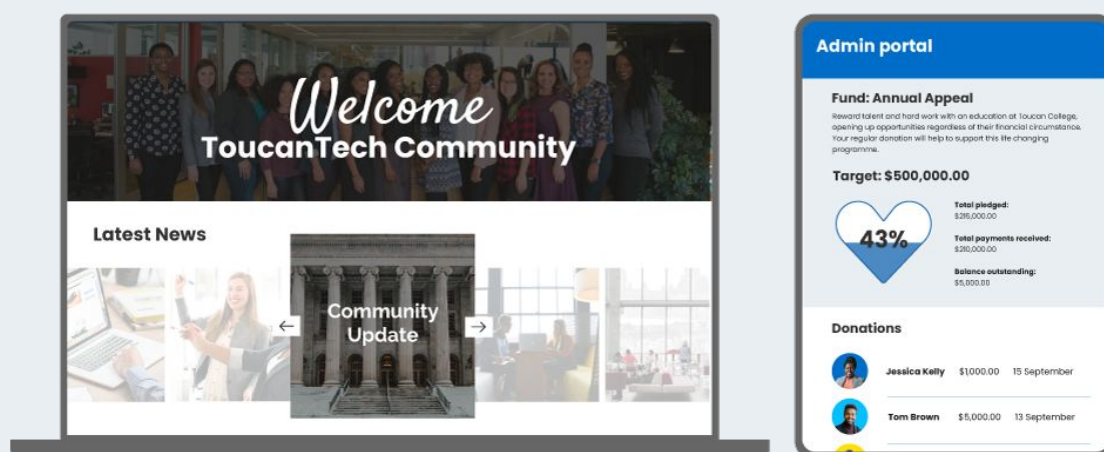 Welcome
ToucanTech Community
Latest News
←
Community
Update
→
Admin portal
Fund: Annual Appeal
Reward talent and hard work with an education at Toucan College,
opening up opportunities regardless of their financial circumstance.
Your regular donation will help to support this life changing
programme.
Target: $500,000.00
43%
Total pledged:
$215,000.00
Total payments received:
$210,000.00
Balance outstanding:
$5,000.00
Donations
Jessica Kelly $1,000.00 15 September
Tom Brown $5,000.00 13 September